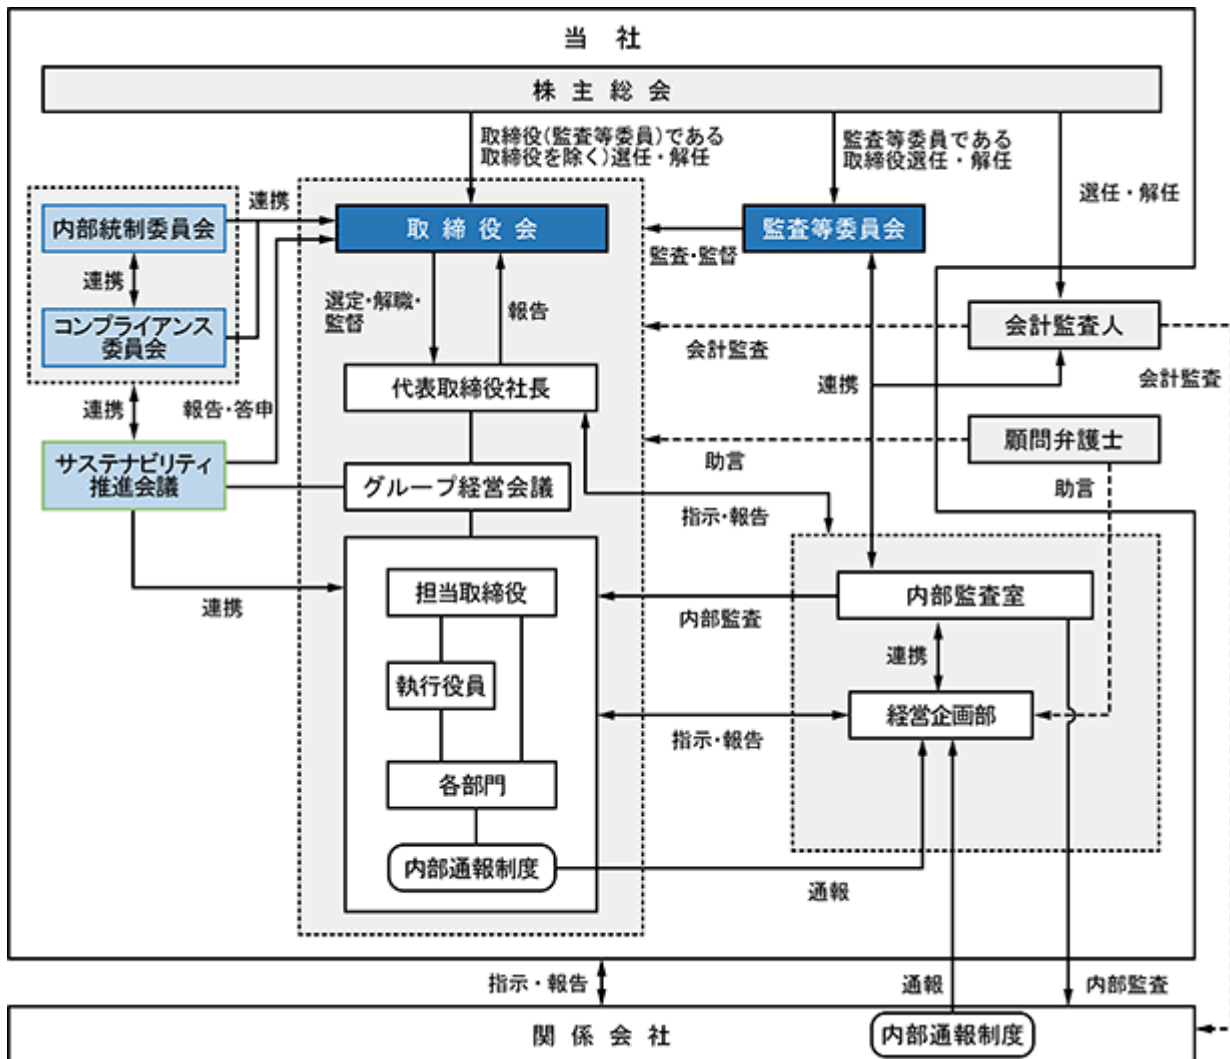 当 社
株 主 総 会
取締役(監査等委員)である
取締役を除く)選任・解任
監査等委員である
取締役選任・解任
選任・解任
内部統制委員会
連携
取 締 役 会
監査等委員会
監査・監督
連携
選定・解職・
監督
報告
コンプライアンス
委員会
会計監査人
会計監査
会計監査
代表取締役社長
連携
連携
報告・答申
顧問弁護士
助言
助言
サステナビリティ
推進会議
グループ経営会議
指示・報告
担当取締役
内部監査室
連携
内部監査
連携
執行役員
経営企画部
指示・報告
各部門
内部通報制度
通報
指示・報告
通報
内部監査
関 係 会 社
内部通報制度